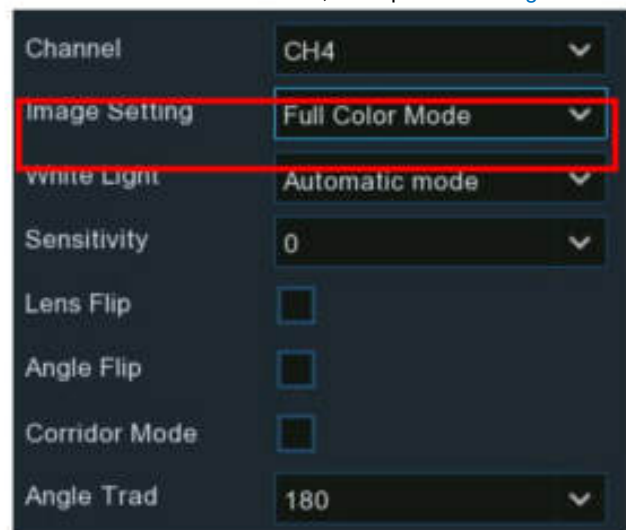 Channel CH4
Image Setting Full Color Mode
White Light Automatic mode
Sensitivity 0
Lens Flip
Angle Flip
Corridor Mode
Angle Trad 180